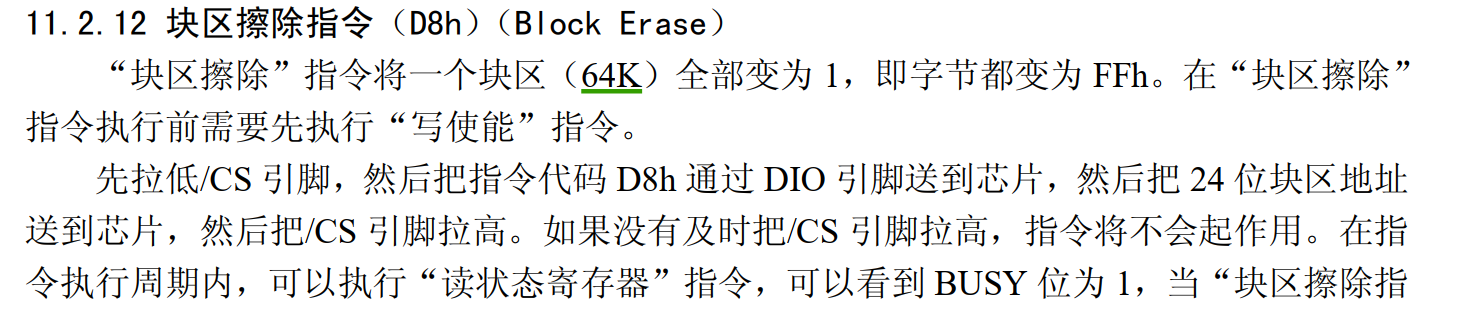 11.2.12 块区擦除指令（D8h）（Block Erase）
“块区擦除”指令将一个块区（64K）全部变为 1，即字节都变为 FFh。在“块区擦除”
指令执行前需要先执行“写使能”指令。
先拉低/CS 引脚，然后把指令代码 D8h 通过 DIO 引脚送到芯片，然后把 24 位块区地址
送到芯片，然后把/CS 引脚拉高。如果没有及时把/CS 引脚拉高，指令将不会起作用。在指
令执行周期内，可以执行“读状态寄存器”指令，可以看到 BUSY 位为 1，当“块区擦除指